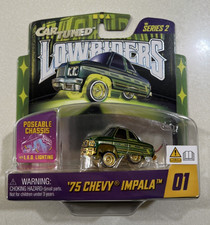 CAR TUNED
SERIES 2
LOWRIDERS
POSEABLE
CHASSIS
LIGHTING
WARNING:
CHOKING HAZARD-Small parts.
Not for children under 3 years.
'75 CHEVY® IMPALA™
01